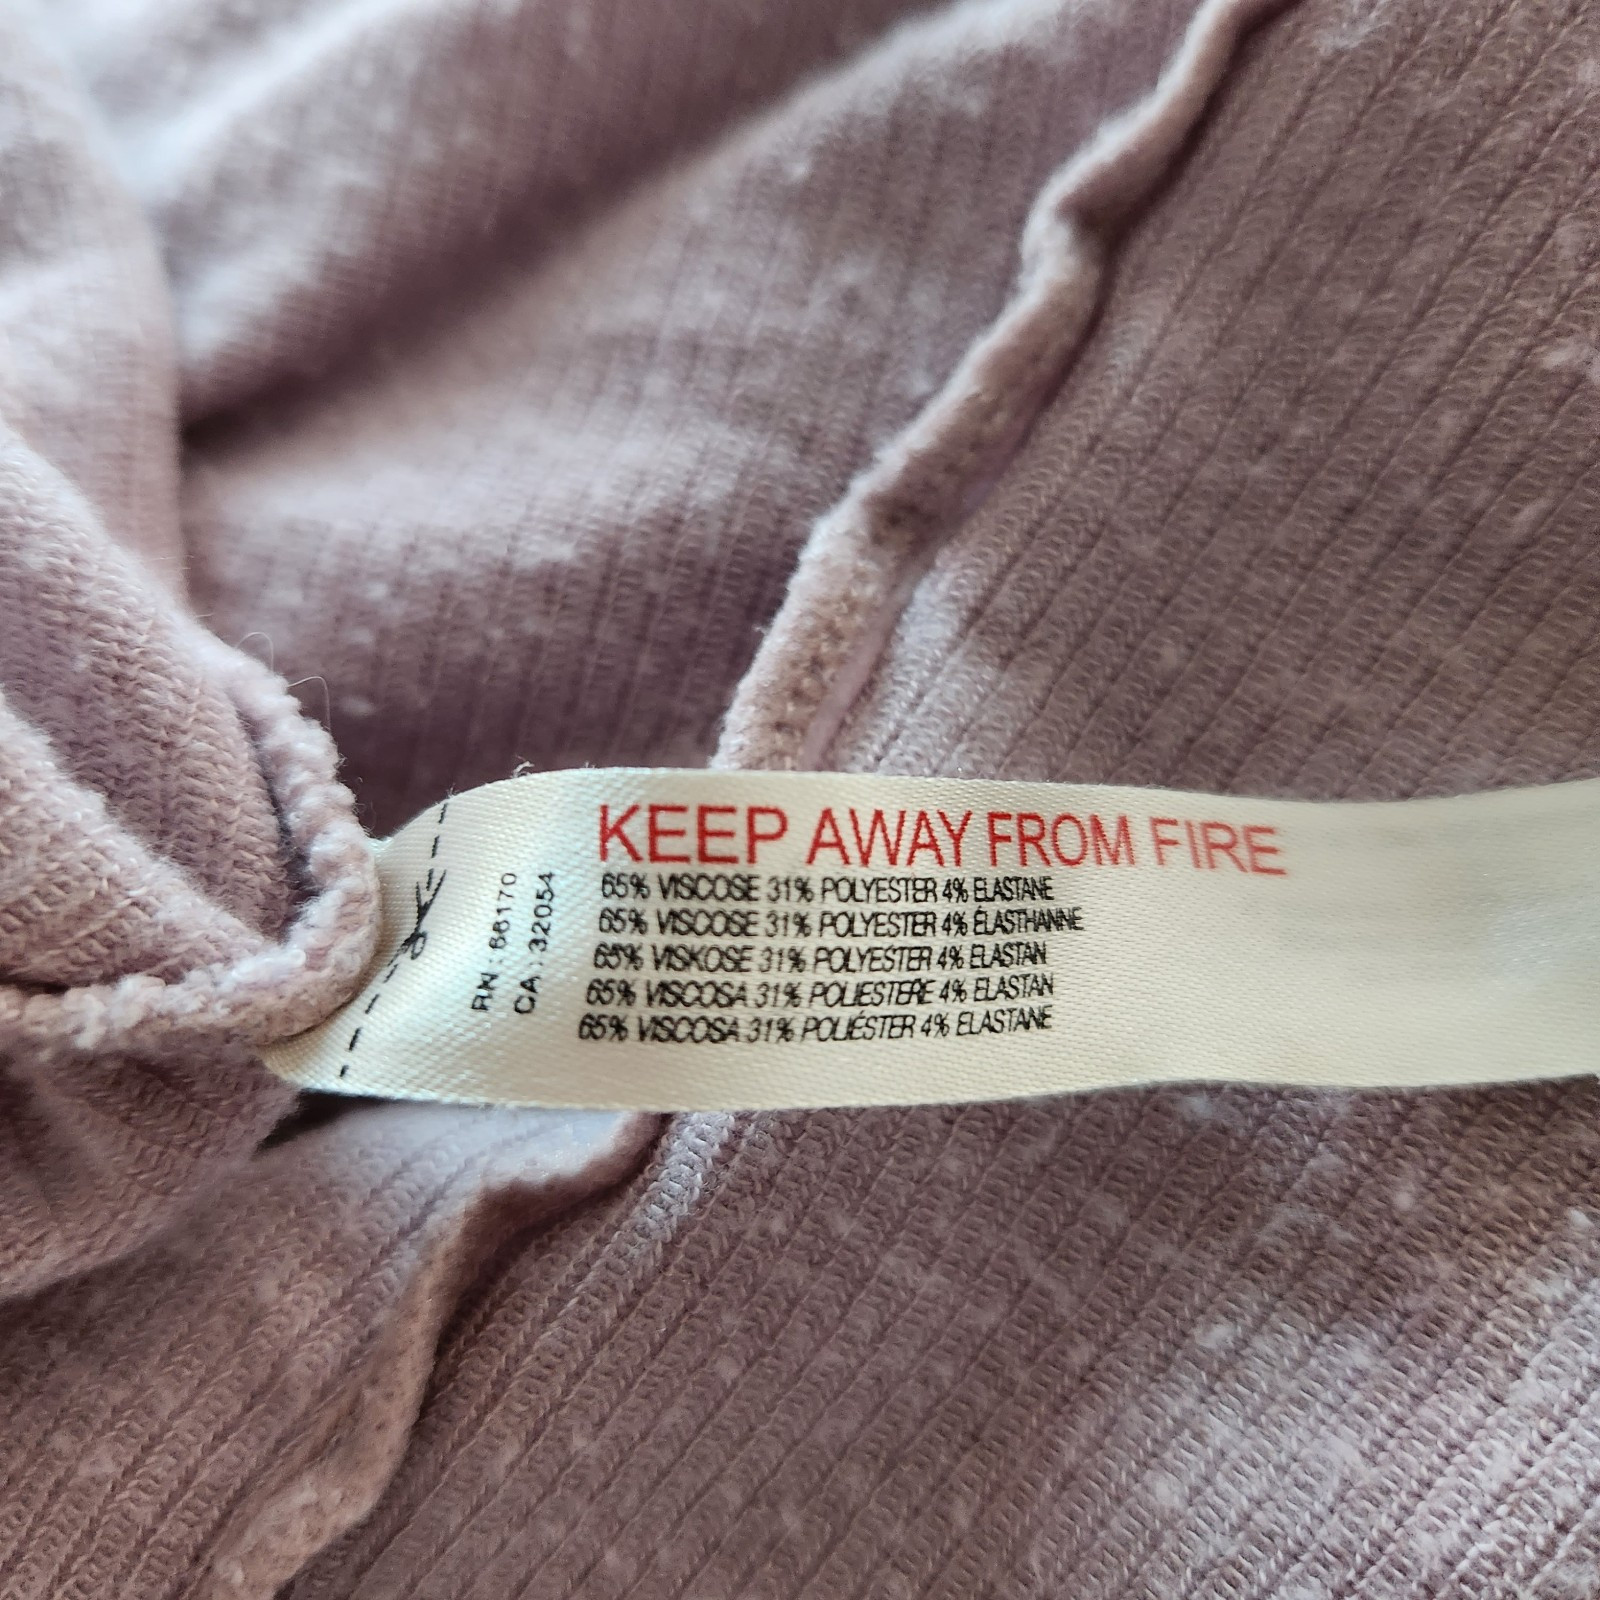 KEEP AWAY FROM FIRE
65% VISCOSE 31% POLYESTER 4% ELASTANE
65% VISCOSE 31% POLYESTER 4% ÉLASTHANNE
65% VISKOSE 31% POLYESTER 4% ELASTAN
65% VISCOSA 31% POLIESTERE 4% ELASTAN
65% VISCOSA 31% POLIÉSTER 4% ELASTANE
RN : 66170
CA : 32054